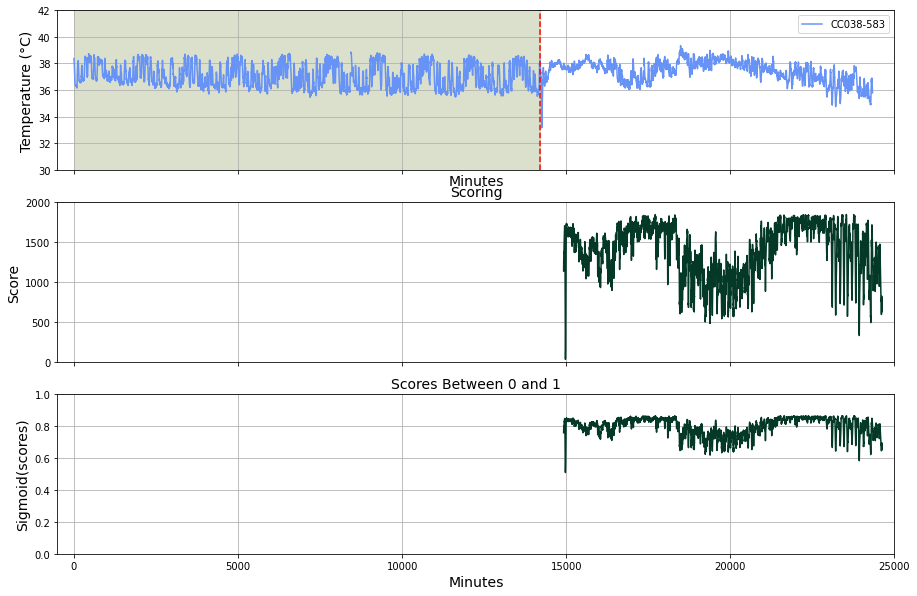 42
40
38
36
34
32
30
Temperature (°C)
CC038-583
Minutes
Scoring
2000
1500
1000
500
0
Score
Scores Between 0 and 1
1.0
0.8
0.6
0.4
0.2
0.0
Sigmoid(scores)
0 5000 10000 15000 20000 25000
Minutes